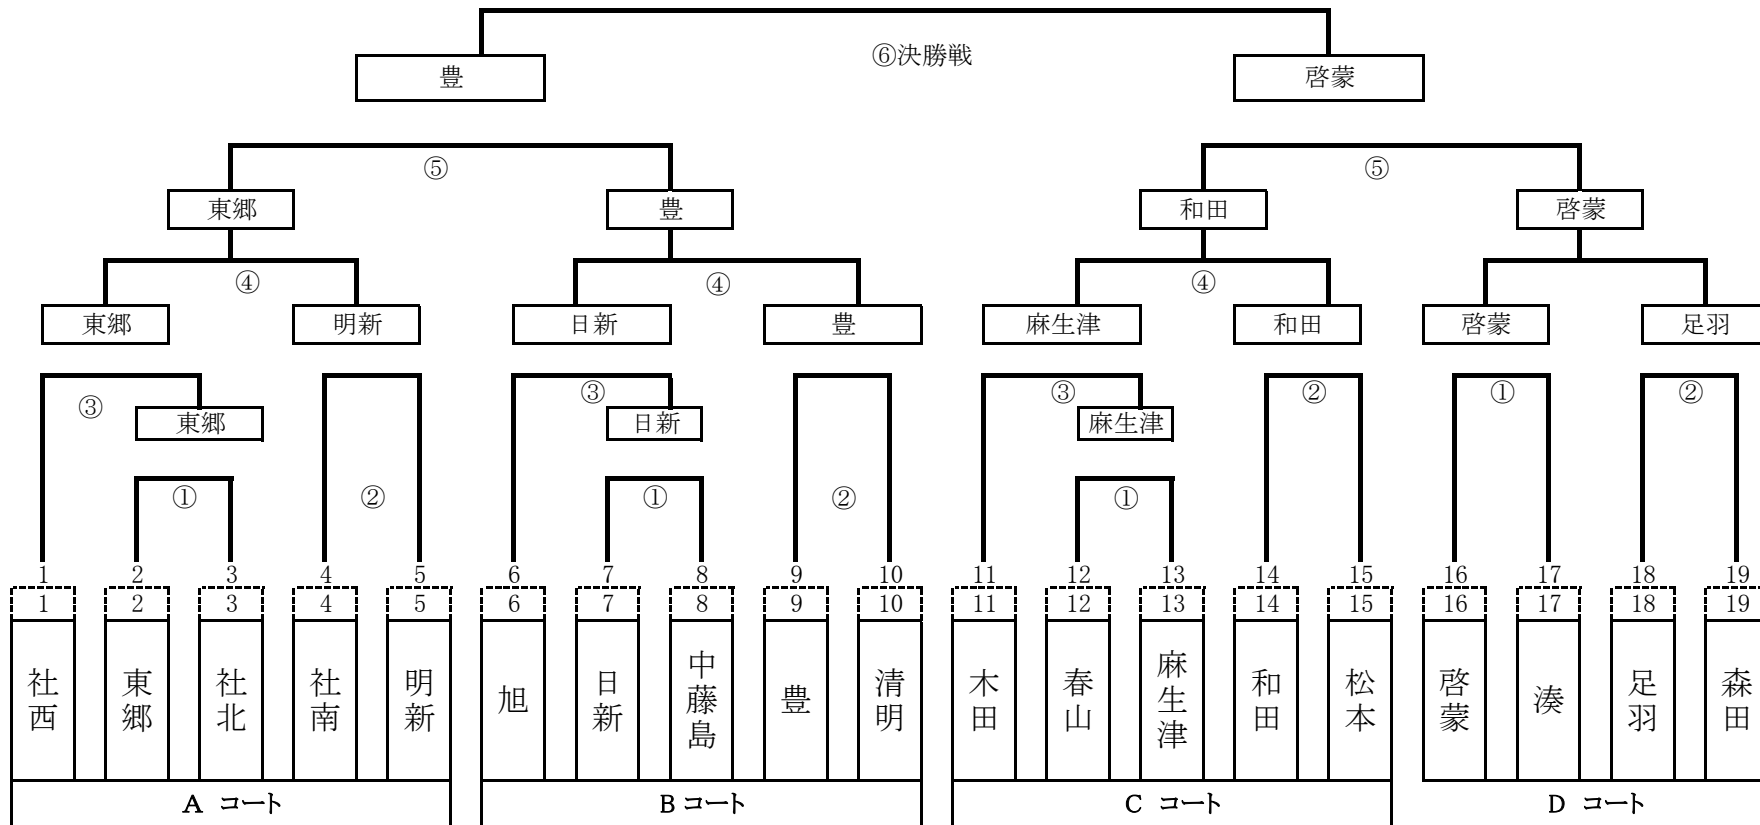 ⑥決勝戦
豊 啓蒙
⑤ ⑤
東郷 豊 和田 啓蒙
④ ④ ④
東郷 明新 日新 豊 麻生津 和田 啓蒙 足羽
③ ③ ③ ② ① ②
東郷 日新 麻生津
① ② ① ② ①
1 2 3 4 5 6 7 8 9 10 11 12 13 14 15 16 17 18 19
1 2 3 4 5 6 7 8 9 10 11 12 13 14 15 16 17 18 19
社西 東郷 社北 社南 明新 旭 日新 中藤島 豊 清明 木田 春山 麻生津 和田 松本 啓蒙 湊 足羽 森田
A コート B コート C コート D コート